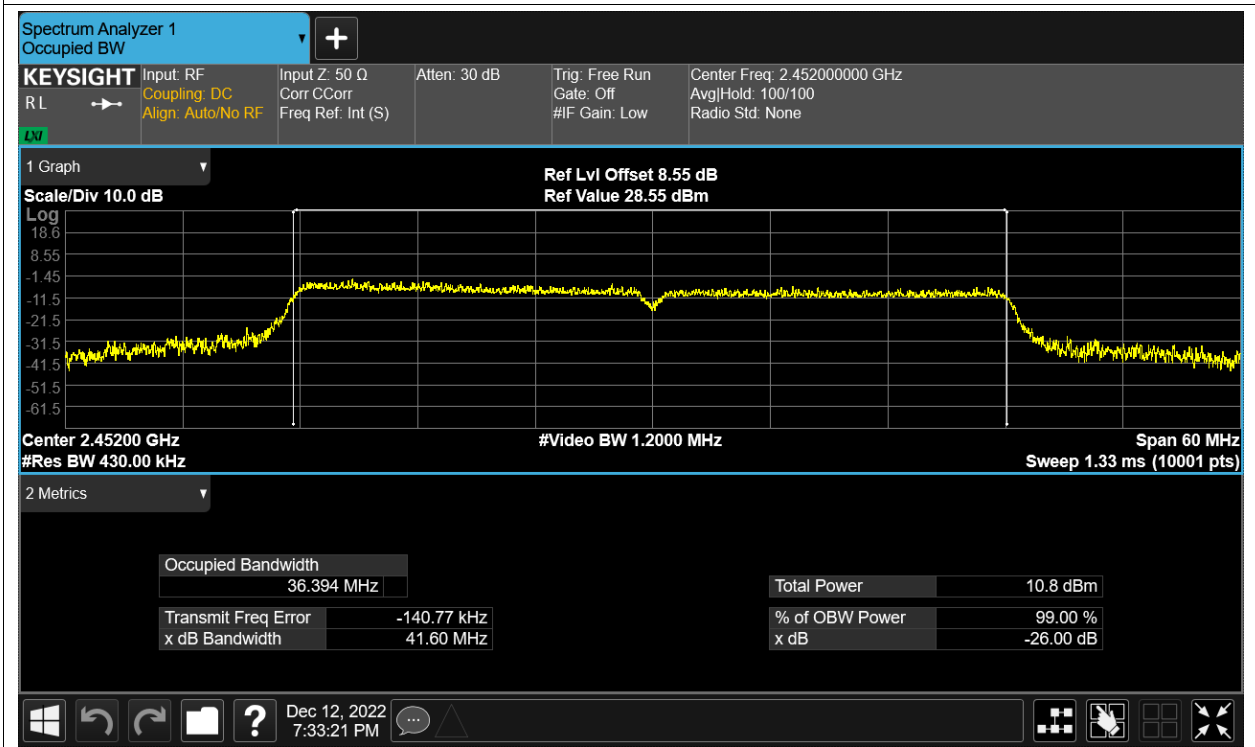 Spectrum Analyzer 1
Occupied BW
KEYSIGHT
R L
LXI
Input: RF
Coupling: DC
Align: Auto/No RF
Input Z: 50 Ω
Corr CCorr
Freq Ref: Int (S)
Atten: 30 dB
Trig: Free Run
Gate: Off
#IF Gain: Low
Center Freq: 2.452000000 GHz
Avg|Hold: 100/100
Radio Std: None
1 Graph
Scale/Div 10.0 dB
Ref Lvl Offset 8.55 dB
Ref Value 28.55 dBm
Log
18.6
8.55
-1.45
-11.5
-21.5
-31.5
-41.5
-51.5
-61.5
Center 2.45200 GHz
#Video BW 1.2000 MHz
Span 60 MHz
#Res BW 430.00 kHz
Sweep 1.33 ms (10001 pts)
2 Metrics
Occupied Bandwidth
36.394 MHz
Total Power 10.8 dBm
Transmit Freq Error -140.77 kHz
% of OBW Power 99.00 %
x dB Bandwidth 41.60 MHz
x dB -26.00 dB
?
Dec 12, 2022
7:33:21 PM